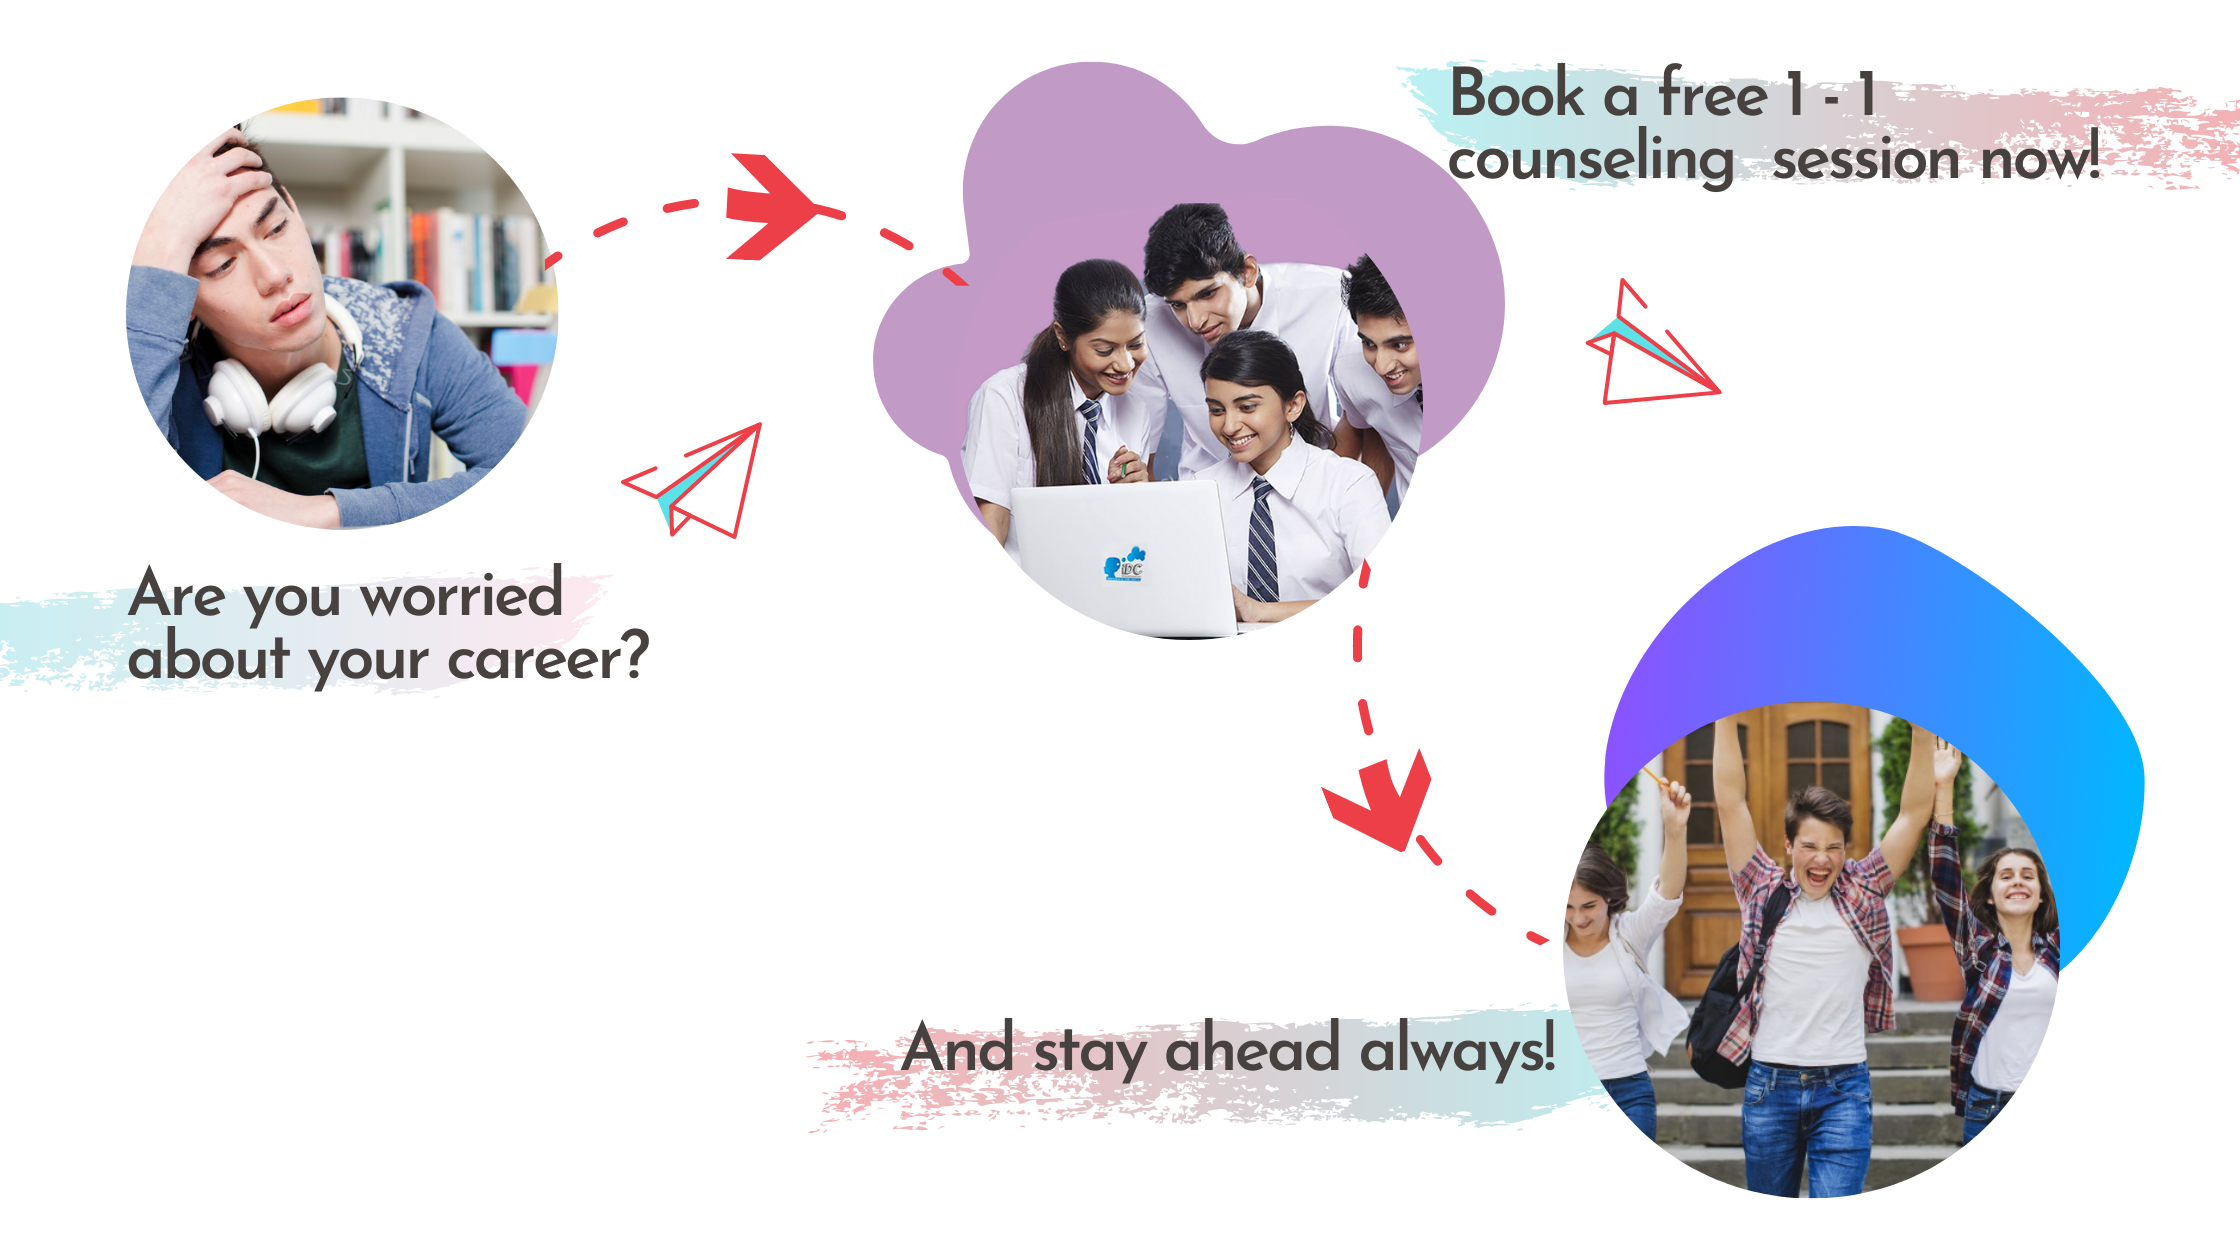 Are you worried
about your career?
Book a free 1 - 1
counseling session now!
iDC
And stay ahead always!